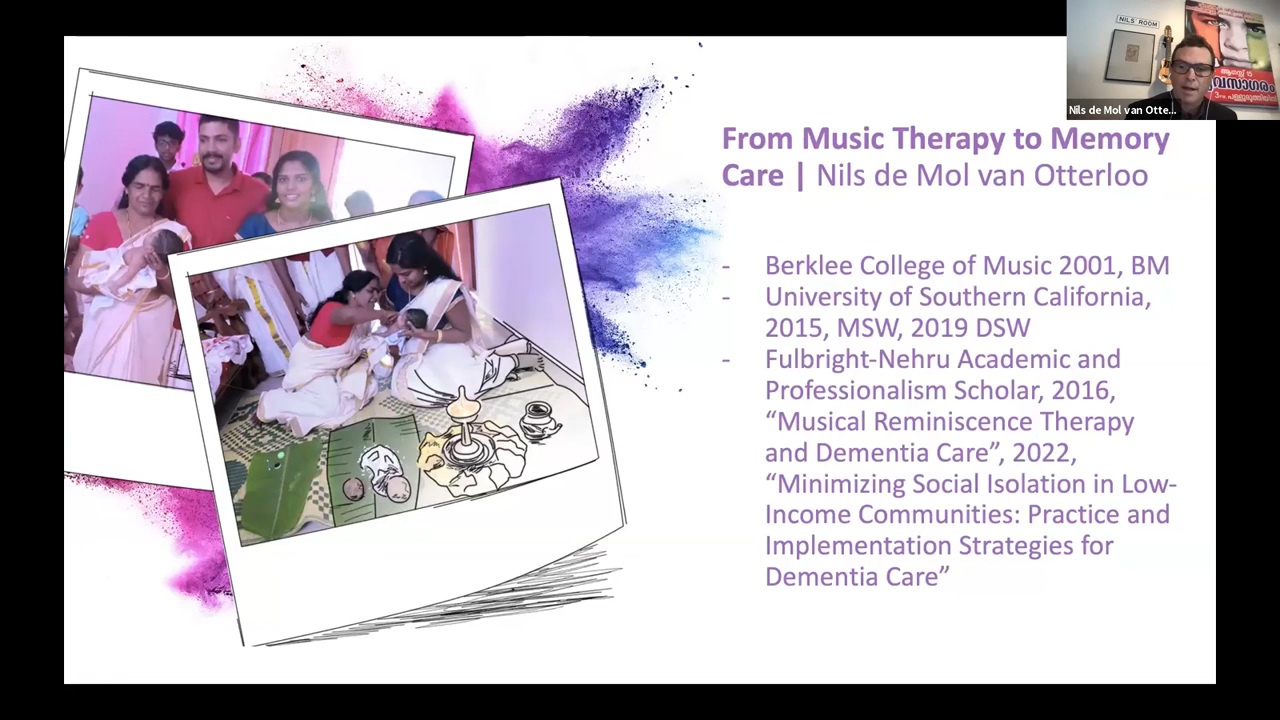 NILS' ROOM
ആഗസ്റ്റ് 15
Nils de Mol van Otte...
From Music Therapy to Memory
Care | Nils de Mol van Otterloo
- Berklee College of Music 2001, BM
- University of Southern California,
2015, MSW, 2019 DSW
- Fulbright-Nehru Academic and
Professionalism Scholar, 2016,
“Musical Reminiscence Therapy
and Dementia Care”, 2022,
“Minimizing Social Isolation in Low-
Income Communities: Practice and
Implementation Strategies for
Dementia Care”